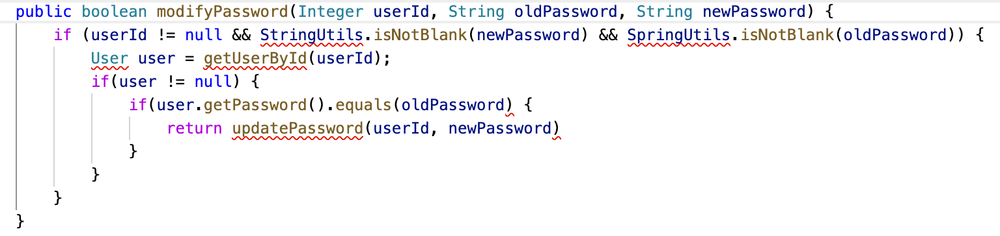 public boolean modifyPassword(Integer userId, String oldPassword, String newPassword) {
    if (userId != null && StringUtils.isNotBlank(newPassword) && SpringUtils.isNotBlank(oldPassword)) {
        User user = getUserById(userId);
        if(user != null) {
            if(user.getPassword().equals(oldPassword) {
                return updatePassword(userId, newPassword)
            }
        }
    }
}